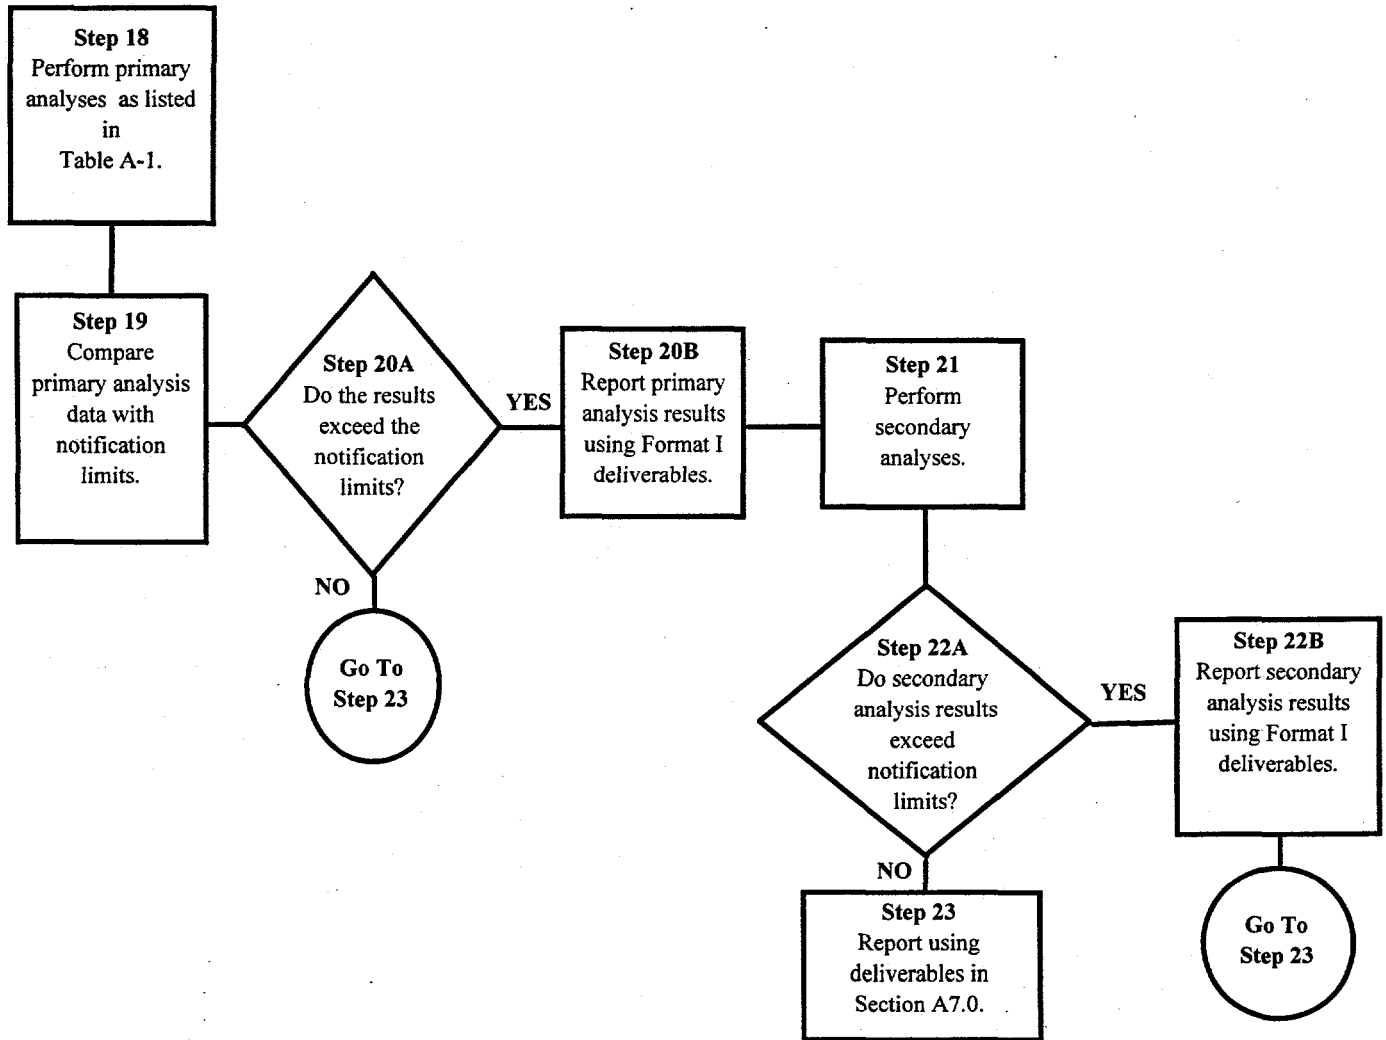 Step 18
Perform primary
analyses as listed
in
Table A-1.
Step 19
Compare
primary analysis
data with
notification
limits.
Step 20A
Do the results
exceed the
notification
limits?
YES
NO
Go To
Step 23
Step 20B
Report primary
analysis results
using Format I
deliverables.
Step 21
Perform
secondary
analyses.
Step 22A
Do secondary
analysis results
exceed
notification
limits?
YES
NO
Step 22B
Report secondary
analysis results
using Format I
deliverables.
Go To
Step 23
Step 23
Report using
deliverables in
Section A7.0.